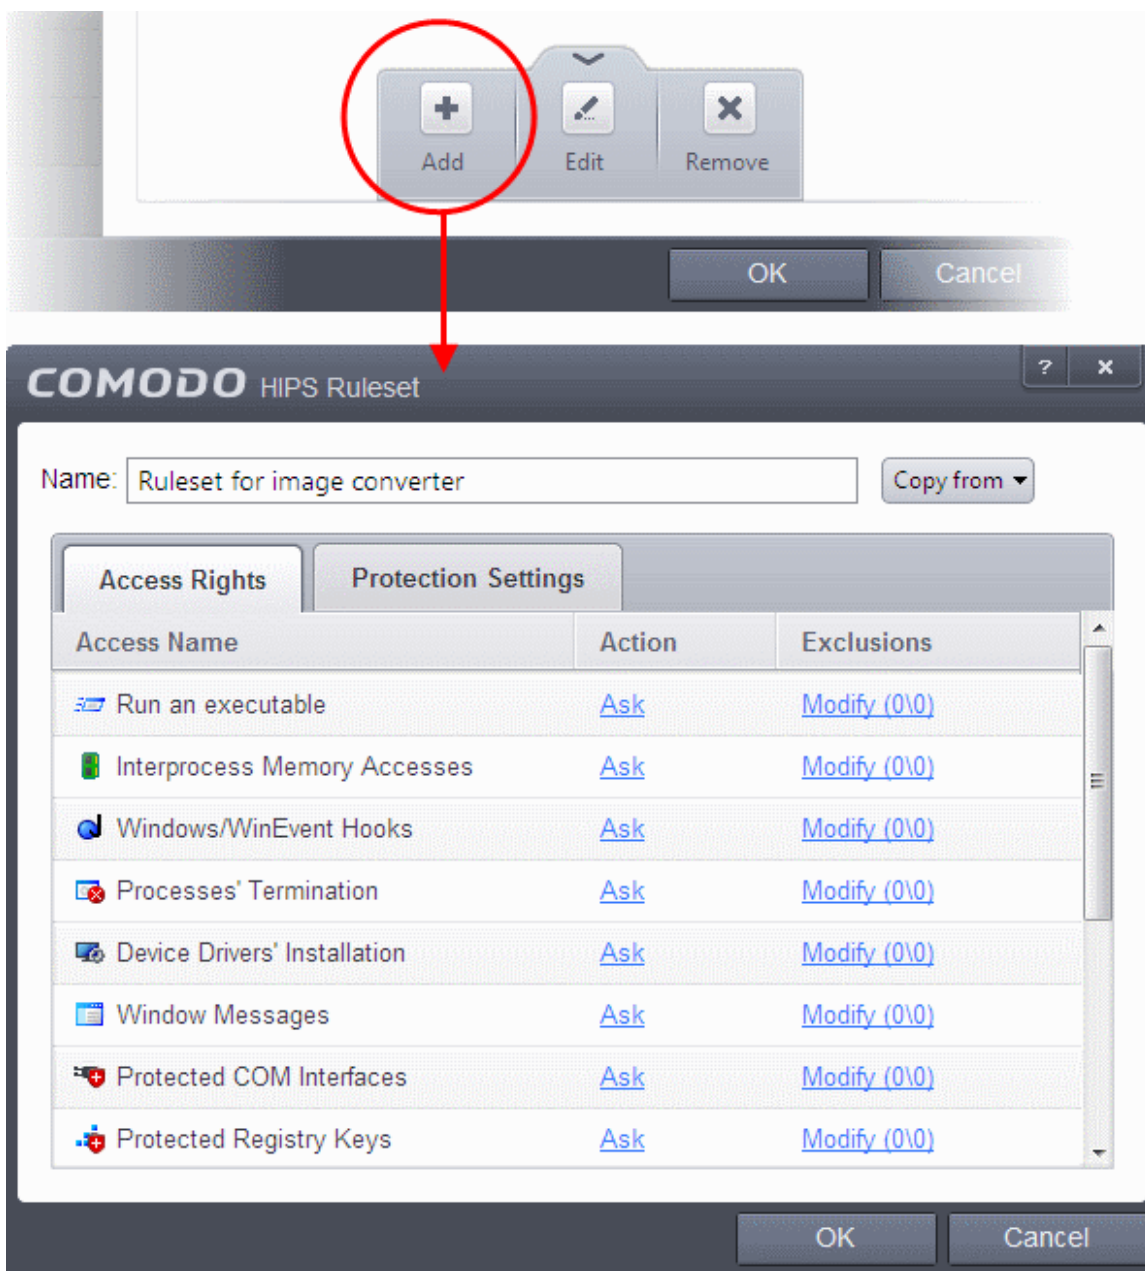 Add Edit Remove
OK Cancel
COMODO HIPS Ruleset ? x
Name: Ruleset for image converter Copy from
Access Rights Protection Settings
Access Name Action Exclusions
Run an executable Ask Modify (0\0)
Interprocess Memory Accesses Ask Modify (0\0)
Windows/WinEvent Hooks Ask Modify (0\0)
Processes' Termination Ask Modify (0\0)
Device Drivers' Installation Ask Modify (0\0)
Window Messages Ask Modify (0\0)
Protected COM Interfaces Ask Modify (0\0)
Protected Registry Keys Ask Modify (0\0)
OK Cancel